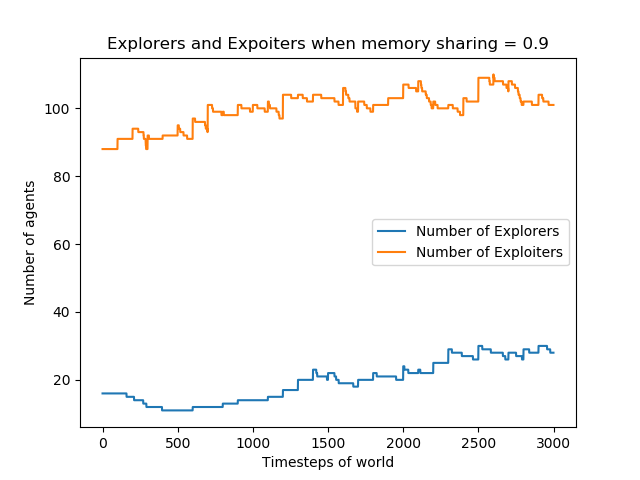 Explorers and Expoiters when memory sharing = 0.9
Number of agents
100
80
60
40
20
Number of Explorers
Number of Exploiters
0 500 1000 1500 2000 2500 3000
Timesteps of world